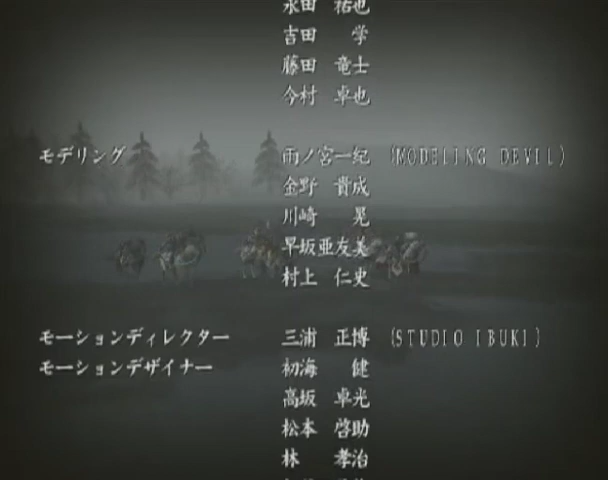 永田 祐也
吉田 学
藤田 竜士
今村 卓也
モデリング 雨ノ宮一紀 (MODELING DEVIL)
金野 貴成
川崎 晃
早坂亜友美
村上 仁史
モーションディレクター 三浦 正博 (STUDIO IBUKI)
モーションデザイナー 初海 健
高坂 卓光
松本 啓助
林 孝治